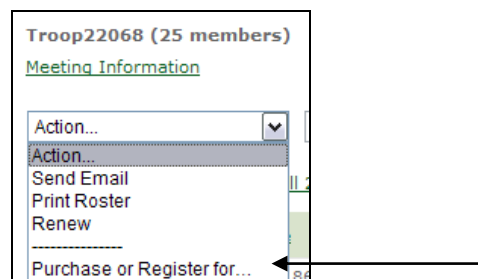 Troop22068 (25 members)
Meeting Information
Action...
Action...
Send Email
Print Roster
Renew
---------------
Purchase or Register for...